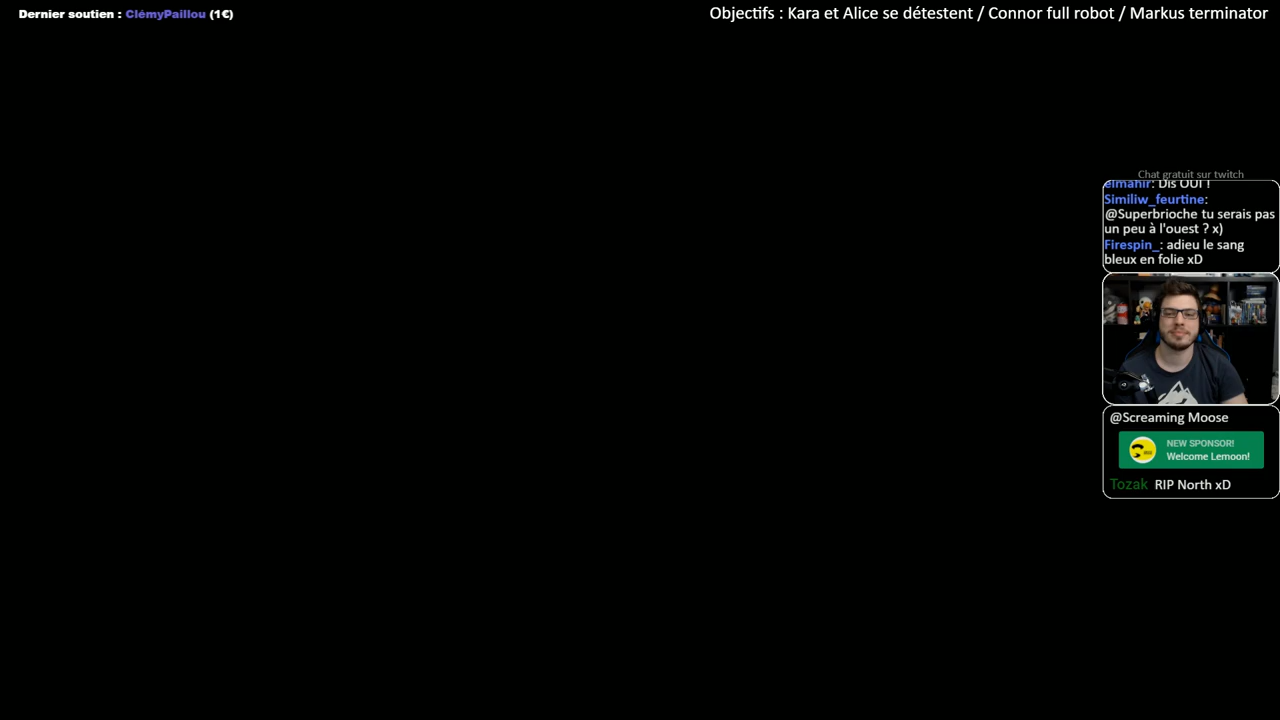 Dernier soutien : ClémyPaillou (1€)
Objectifs : Kara et Alice se détestent / Connor full robot / Markus terminator
Chat gratuit sur twitch
elmahir: Dis OUI !
Similiw_feurtine:
@Superbrioche tu serais pas
un peu à l'ouest ? x)
Firespin_: adieu le sang
bleux en folie xD
@Screaming Moose
NEW SPONSOR!
Welcome Lemoon!
Tozak RIP North xD